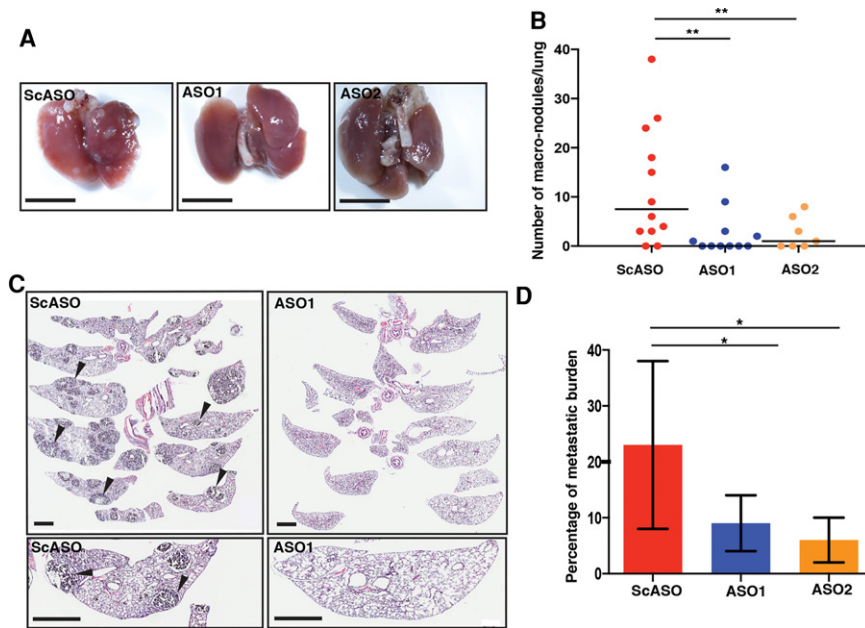 A
ScASO
ASO1
ASO2
B
**
**
Number of macro-nodules/lung
40
30
20
10
0
ScASO
ASO1
ASO2
C
ScASO
ASO1
ScASO
ASO1
D
*
*
Percentage of metastatic burden
40
30
20
10
0
ScASO
ASO1
ASO2